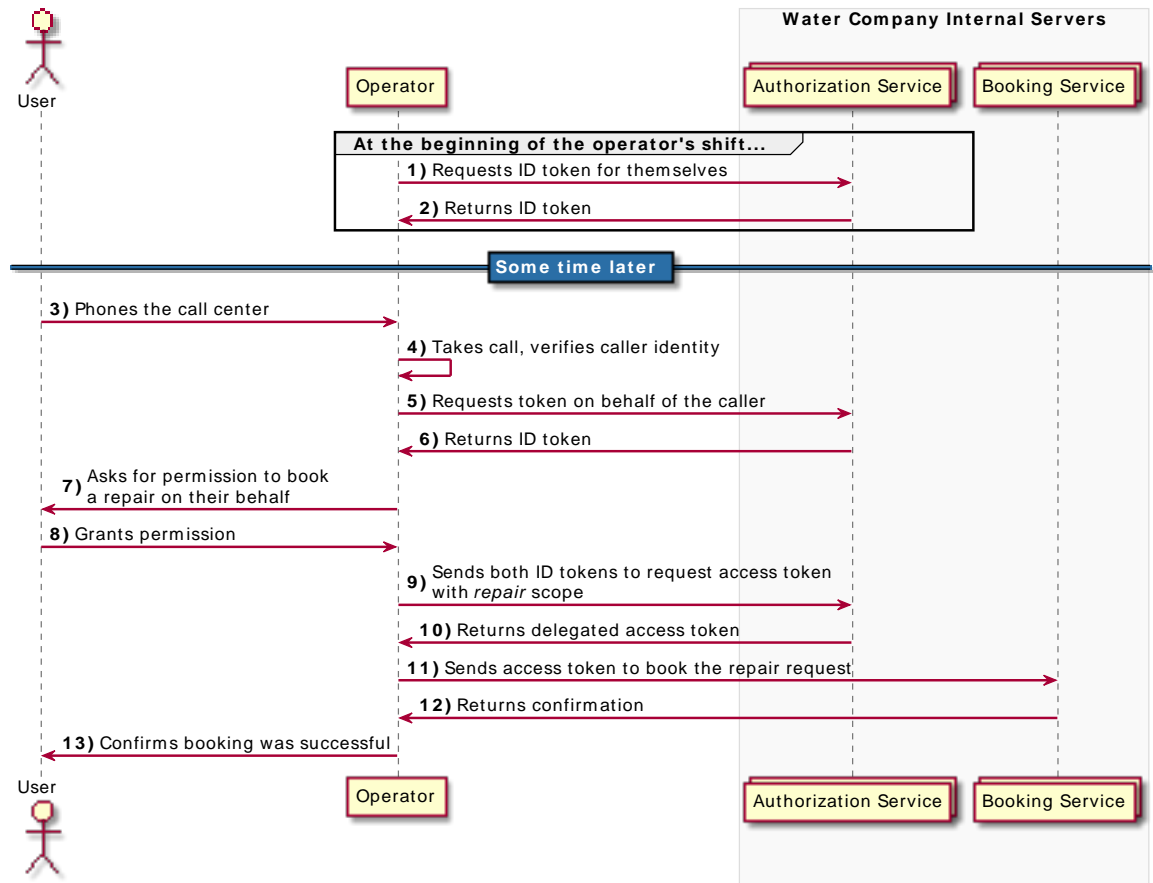 Water Company Internal Servers
User
Operator
Authorization Service
Booking Service
At the beginning of the operator's shift...
1) Requests ID token for themselves
2) Returns ID token
Some time later
3) Phones the call center
4) Takes call, verifies caller identity
5) Requests token on behalf of the caller
6) Returns ID token
7) Asks for permission to book
a repair on their behalf
8) Grants permission
9) Sends both ID tokens to request access token
with repair scope
10) Returns delegated access token
11) Sends access token to book the repair request
12) Returns confirmation
13) Confirms booking was successful
User
Operator
Authorization Service
Booking Service